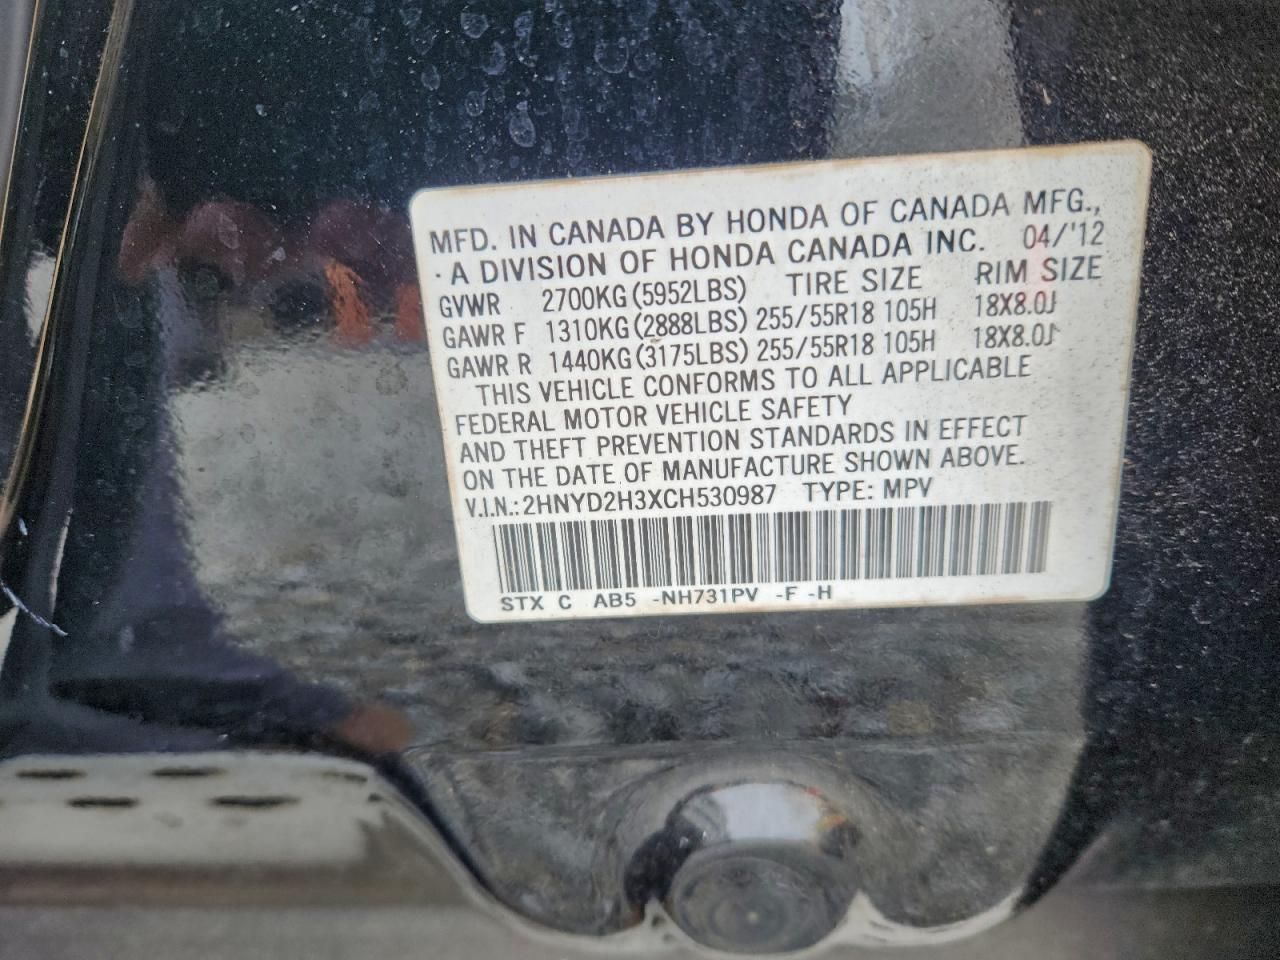 MFD. IN CANADA BY HONDA OF CANADA MFG.,
· A DIVISION OF HONDA CANADA INC. 04/'12
GVWR 2700KG (5952LBS) TIRE SIZE RIM SIZE
GAWR F 1310KG (2888LBS) 255/55R18 105H 18X8.0J
GAWR R 1440KG (3175LBS) 255/55R18 105H 18X8.0J
THIS VEHICLE CONFORMS TO ALL APPLICABLE
FEDERAL MOTOR VEHICLE SAFETY
AND THEFT PREVENTION STANDARDS IN EFFECT
ON THE DATE OF MANUFACTURE SHOWN ABOVE.
V.I.N.: 2HNYD2H3XCH530987 TYPE: MPV
STX C AB5 -NH731PV -F -H